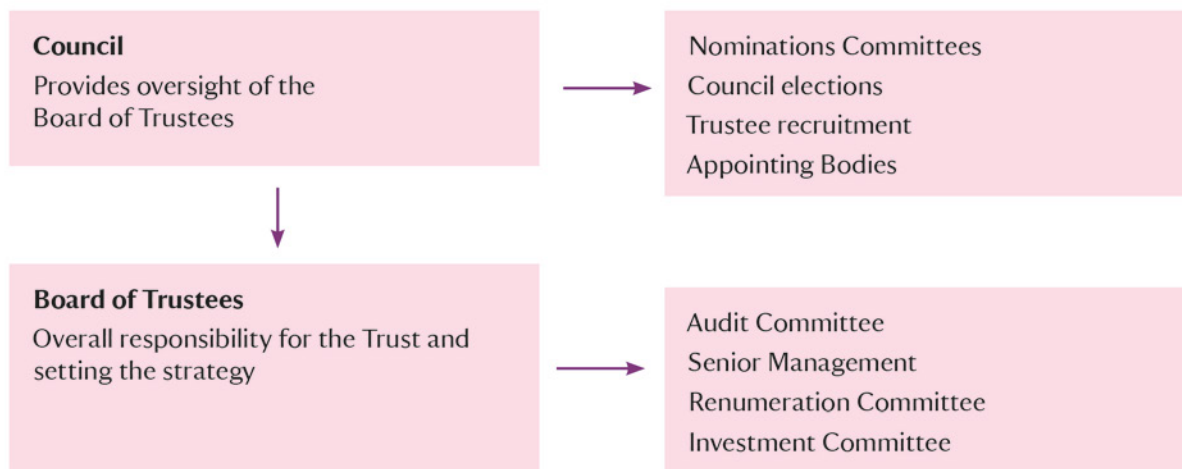 Council
Provides oversight of the
Board of Trustees
Nominations Committees
Council elections
Trustee recruitment
Appointing Bodies
Board of Trustees
Overall responsibility for the Trust and
setting the strategy
Audit Committee
Senior Management
Renumeration Committee
Investment Committee